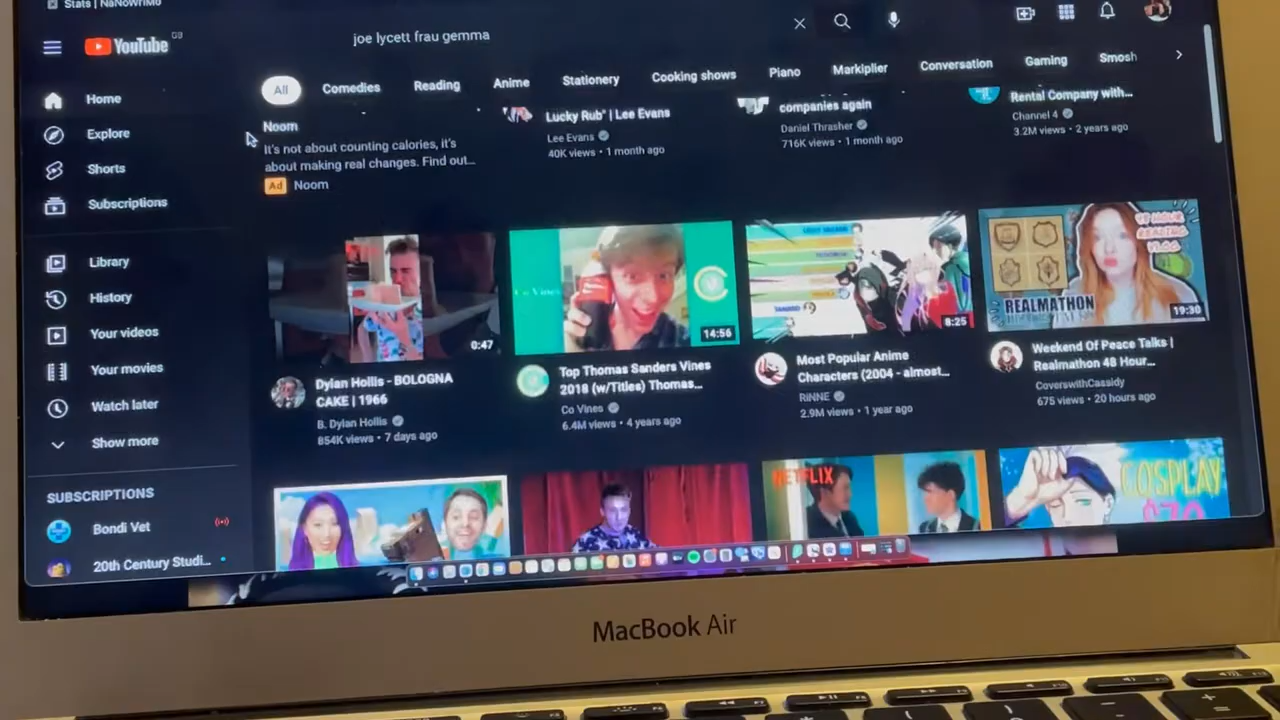 Stats | NaNoWriMo
YouTube GB
joe lycett frau gemma
All
Comedies
Reading
Anime
Stationery
Cooking shows
Piano
Markiplier
Conversation
Gaming
Smosh
Home
Explore
Shorts
Subscriptions
Library
History
Your videos
Your movies
Watch later
Show more
SUBSCRIPTIONS
Bondi Vet
20th Century Studi...
Noom
It's not about counting calories, it's
about making real changes. Find out...
Ad Noom
Lucky Rub" | Lee Evans
Lee Evans
40K views • 1 month ago
companies again
Daniel Thrasher
716K views • 1 month ago
Rental Company with...
Channel 4
3.2M views • 2 years ago
0:47
Dylan Hollis - BOLOGNA
CAKE | 1966
B. Dylan Hollis
854K views • 7 days ago
Co Vines
14:56
Top Thomas Sanders Vines
2018 (w/Titles) Thomas...
Co Vines
6.4M views • 4 years ago
8:25
Most Popular Anime
Characters (2004 - almost...
RiNNE
2.9M views • 1 year ago
48 HOUR
READING
VLOG
REALMATHON
19:30
Weekend Of Peace Talks |
Realmathon 48 Hour...
CoverswithCassidy
675 views • 20 hours ago
NETFLIX
COSPLAY
MacBook Air